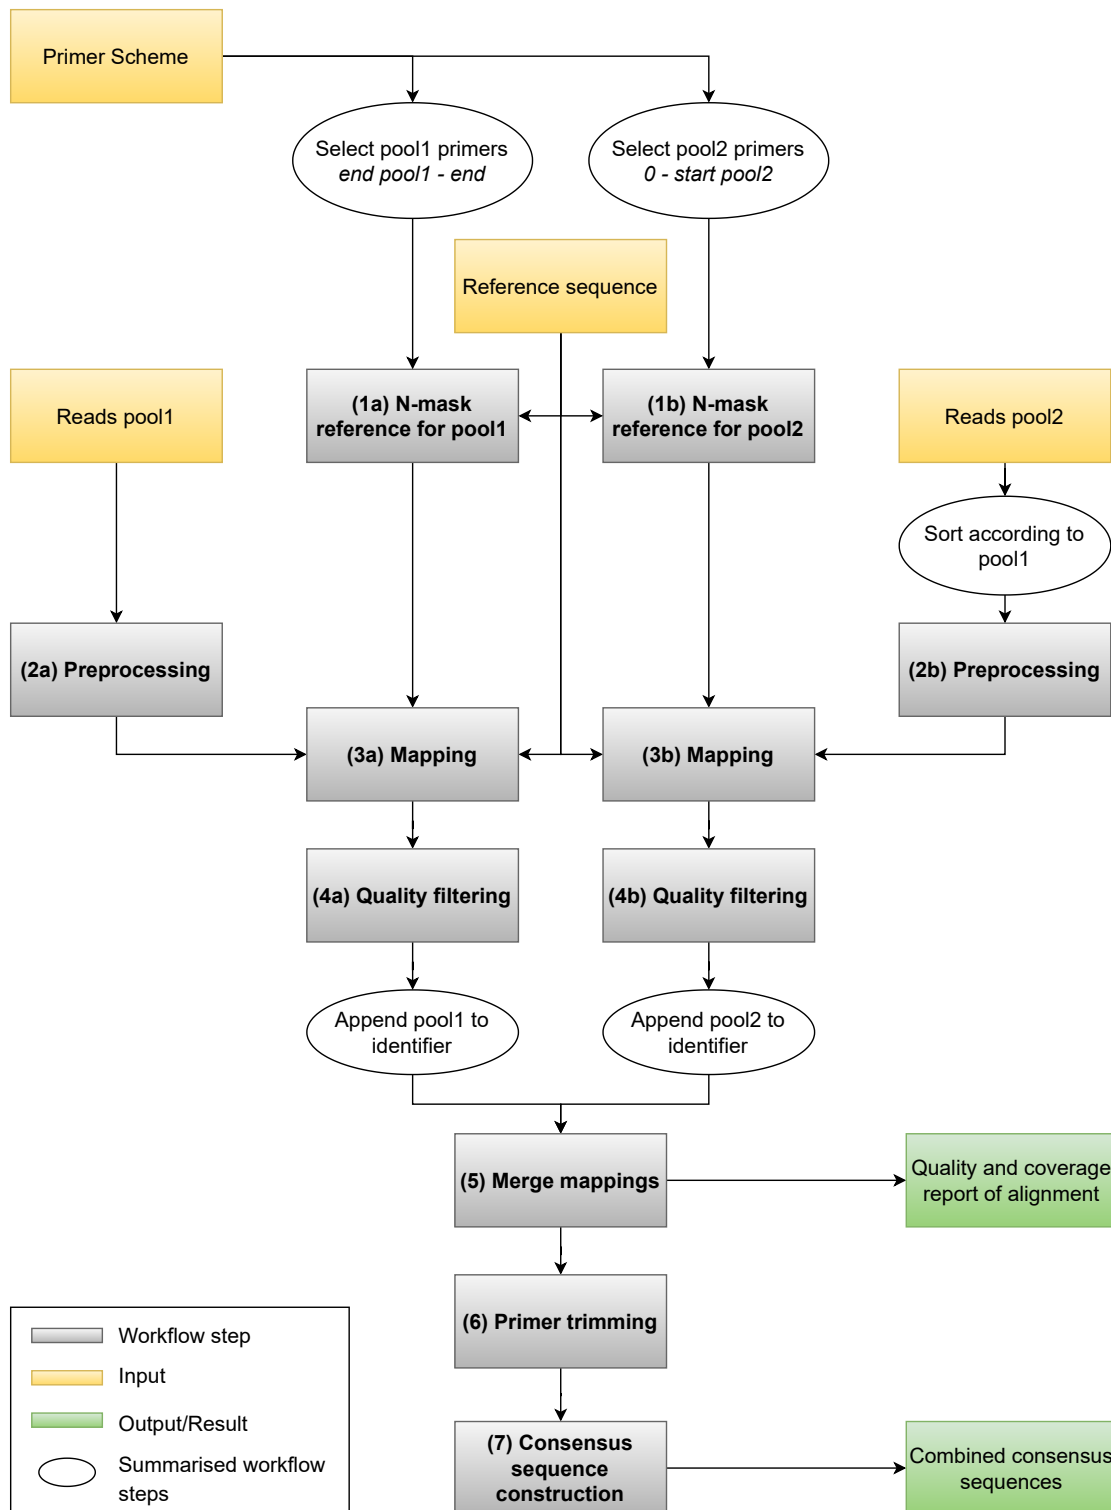 Primer Scheme
Select pool1 primers
end pool1 - end
Select pool2 primers
0 - start pool2
Reference sequence
Reads pool1
(1a) N-mask
reference for pool1
(1b) N-mask
reference for pool2
Reads pool2
Sort according to
pool1
(2a) Preprocessing
(2b) Preprocessing
(3a) Mapping
(3b) Mapping
(4a) Quality filtering
(4b) Quality filtering
Append pool1 to
identifier
Append pool2 to
identifier
(5) Merge mappings
Quality and coverage
report of alignment
(6) Primer trimming
(7) Consensus
sequence
construction
Combined consensus
sequences
Workflow step
Input
Output/Result
Summarised workflow
steps